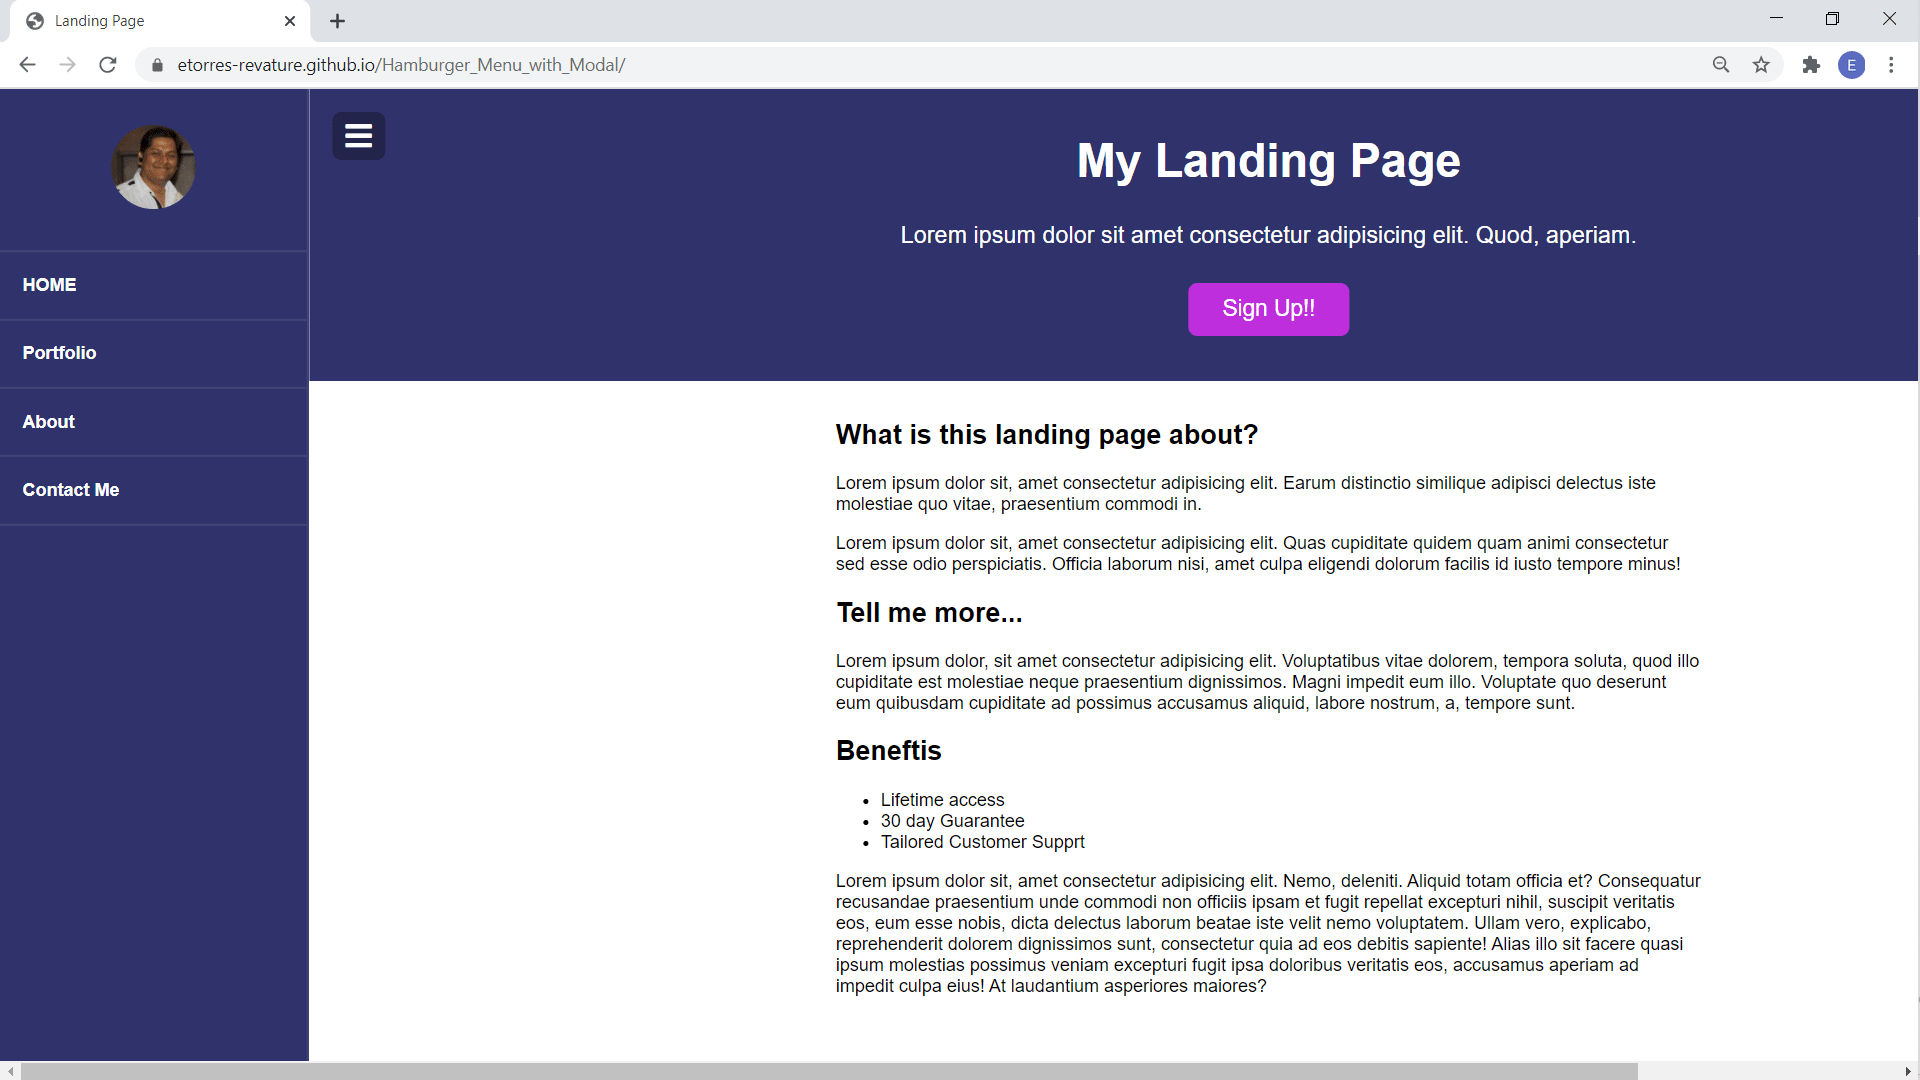 Landing Page
etorres-revature.github.io/Hamburger_Menu_with_Modal/
E
HOME
Portfolio
About
Contact Me
My Landing Page
Lorem ipsum dolor sit amet consectetur adipisicing elit. Quod, aperiam.
Sign Up!!
What is this landing page about?
Lorem ipsum dolor sit, amet consectetur adipisicing elit. Earum distinctio similique adipisci delectus iste
molestiae quo vitae, praesentium commodi in.
Lorem ipsum dolor sit, amet consectetur adipisicing elit. Quas cupiditate quidem quam animi consectetur
sed esse odio perspiciatis. Officia laborum nisi, amet culpa eligendi dolorum facilis id iusto tempore minus!
Tell me more...
Lorem ipsum dolor, sit amet consectetur adipisicing elit. Voluptatibus vitae dolorem, tempora soluta, quod illo
cupiditate est molestiae neque praesentium dignissimos. Magni impedit eum illo. Voluptate quo deserunt
eum quibusdam cupiditate ad possimus accusamus aliquid, labore nostrum, a, tempore sunt.
Beneftis
• Lifetime access
• 30 day Guarantee
• Tailored Customer Supprt
Lorem ipsum dolor sit, amet consectetur adipisicing elit. Nemo, deleniti. Aliquid totam officia et? Consequatur
recusandae praesentium unde commodi non officiis ipsam et fugit repellat excepturi nihil, suscipit veritatis
eos, eum esse nobis, dicta delectus laborum beatae iste velit nemo voluptatem. Ullam vero, explicabo,
reprehenderit dolorem dignissimos sunt, consectetur quia ad eos debitis sapiente! Alias illo sit facere quasi
ipsum molestias possimus veniam excepturi fugit ipsa doloribus veritatis eos, accusamus aperiam ad
impedit culpa eius! At laudantium asperiores maiores?